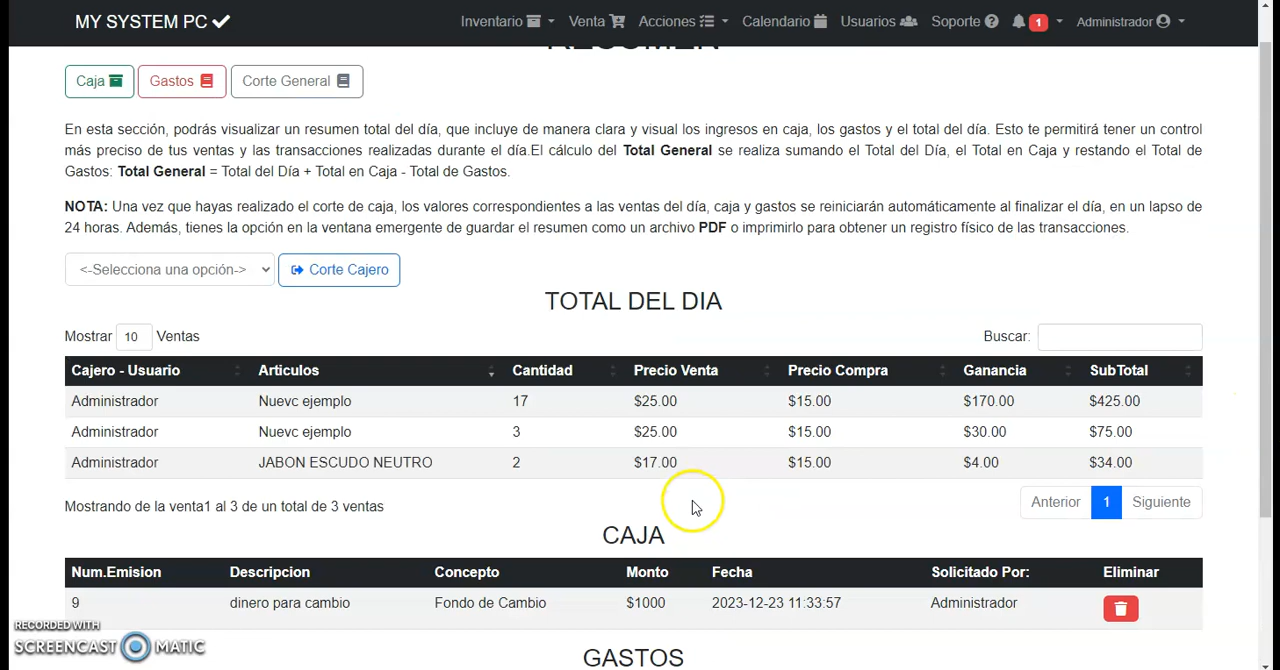 MY SYSTEM PC Inventario Venta Acciones Calendario Usuarios Soporte 1 Administrador
RESUMEN
Caja Gastos Corte General
En esta sección, podrás visualizar un resumen total del día, que incluye de manera clara y visual los ingresos en caja, los gastos y el total del día. Esto te permitirá tener un control
más preciso de tus ventas y las transacciones realizadas durante el día.El cálculo del Total General se realiza sumando el Total del Día, el Total en Caja y restando el Total de
Gastos: Total General = Total del Día + Total en Caja - Total de Gastos.
NOTA: Una vez que hayas realizado el corte de caja, los valores correspondientes a las ventas del día, caja y gastos se reiniciarán automáticamente al finalizar el día, en un lapso de
24 horas. Además, tienes la opción en la ventana emergente de guardar el resumen como un archivo PDF o imprimirlo para obtener un registro físico de las transacciones.
<-Selecciona una opción-> Corte Cajero
TOTAL DEL DIA
Mostrar 10 Ventas Buscar:
Cajero - Usuario Articulos Cantidad Precio Venta Precio Compra Ganancia SubTotal
Administrador Nuevc ejemplo 17 $25.00 $15.00 $170.00 $425.00
Administrador Nuevc ejemplo 3 $25.00 $15.00 $30.00 $75.00
Administrador JABON ESCUDO NEUTRO 2 $17.00 $15.00 $4.00 $34.00
Mostrando de la venta1 al 3 de un total de 3 ventas Anterior 1 Siguiente
CAJA
Num.Emision Descripcion Concepto Monto Fecha Solicitado Por: Eliminar
9 dinero para cambio Fondo de Cambio $1000 2023-12-23 11:33:57 Administrador
RECORDED WITH
SCREENCAST MATIC
GASTOS